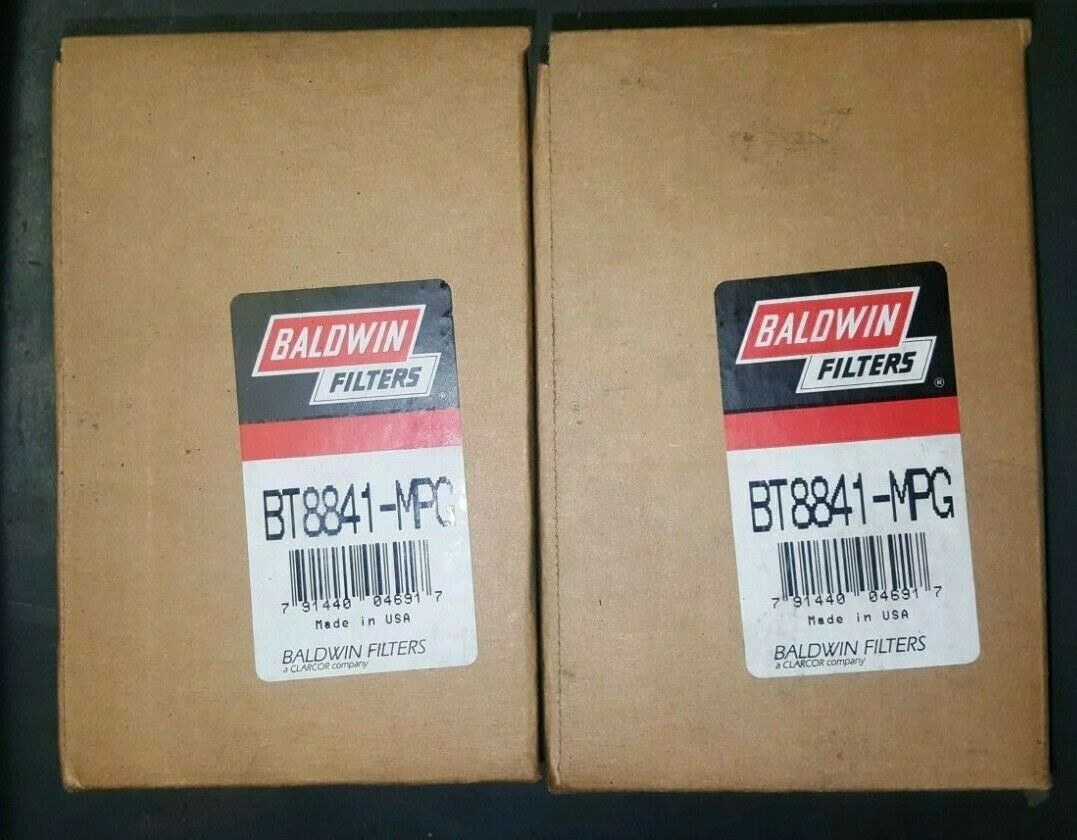 BALDWIN
FILTERS
®
BT8841-MPG
7 91440 04691 7
Made in USA
BALDWIN FILTERS
a CLARCOR company
BALDWIN
FILTERS
®
BT8841-MPG
7 91440 04691 7
Made in USA
BALDWIN FILTERS
a CLARCOR company